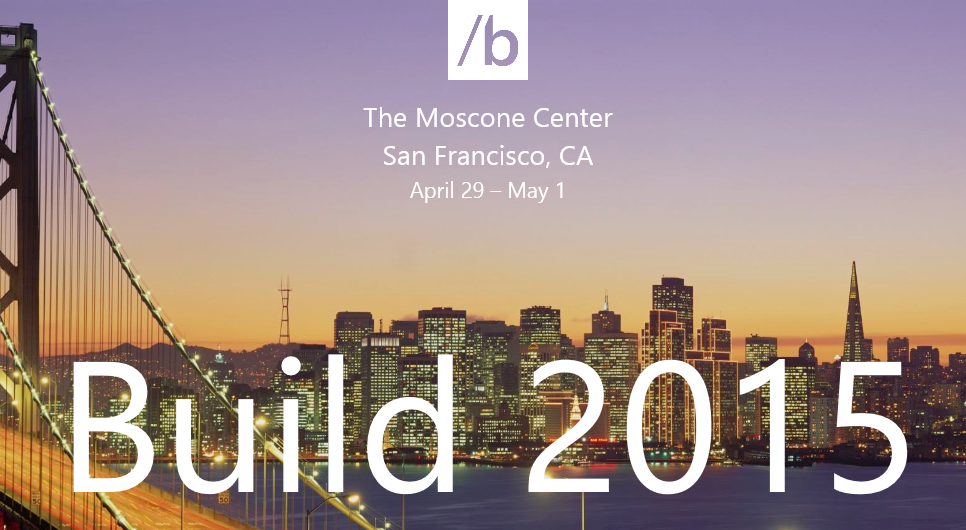 /b
The Moscone Center
San Francisco, CA
April 29 – May 1
Build 2015